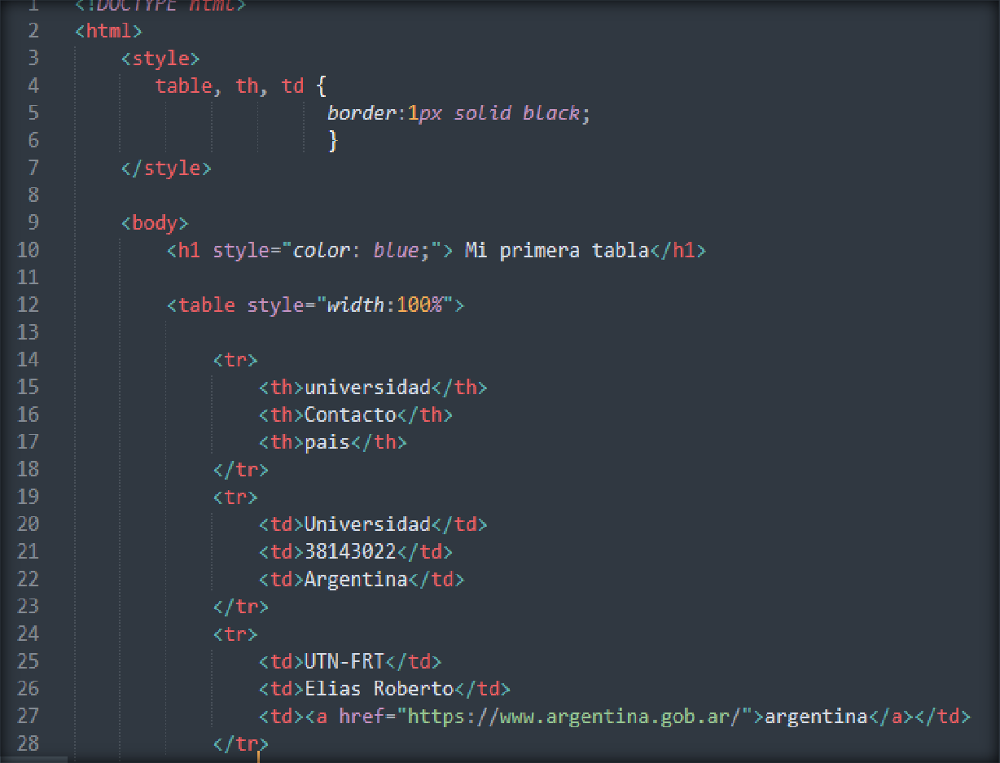 1 <!DOCTYPE html>
2 <html>
3 <style>
4 table, th, td {
5 border:1px solid black;
6 }
7 </style>
8
9 <body>
10 <h1 style="color: blue;"> Mi primera tabla</h1>
11
12 <table style="width:100%">
13
14 <tr>
15 <th>universidad</th>
16 <th>Contacto</th>
17 <th>pais</th>
18 </tr>
19 <tr>
20 <td>Universidad</td>
21 <td>38143022</td>
22 <td>Argentina</td>
23 </tr>
24 <tr>
25 <td>UTN-FRT</td>
26 <td>Elias Roberto</td>
27 <td><a href="https://www.argentina.gob.ar/">argentina</a></td>
28 </tr>